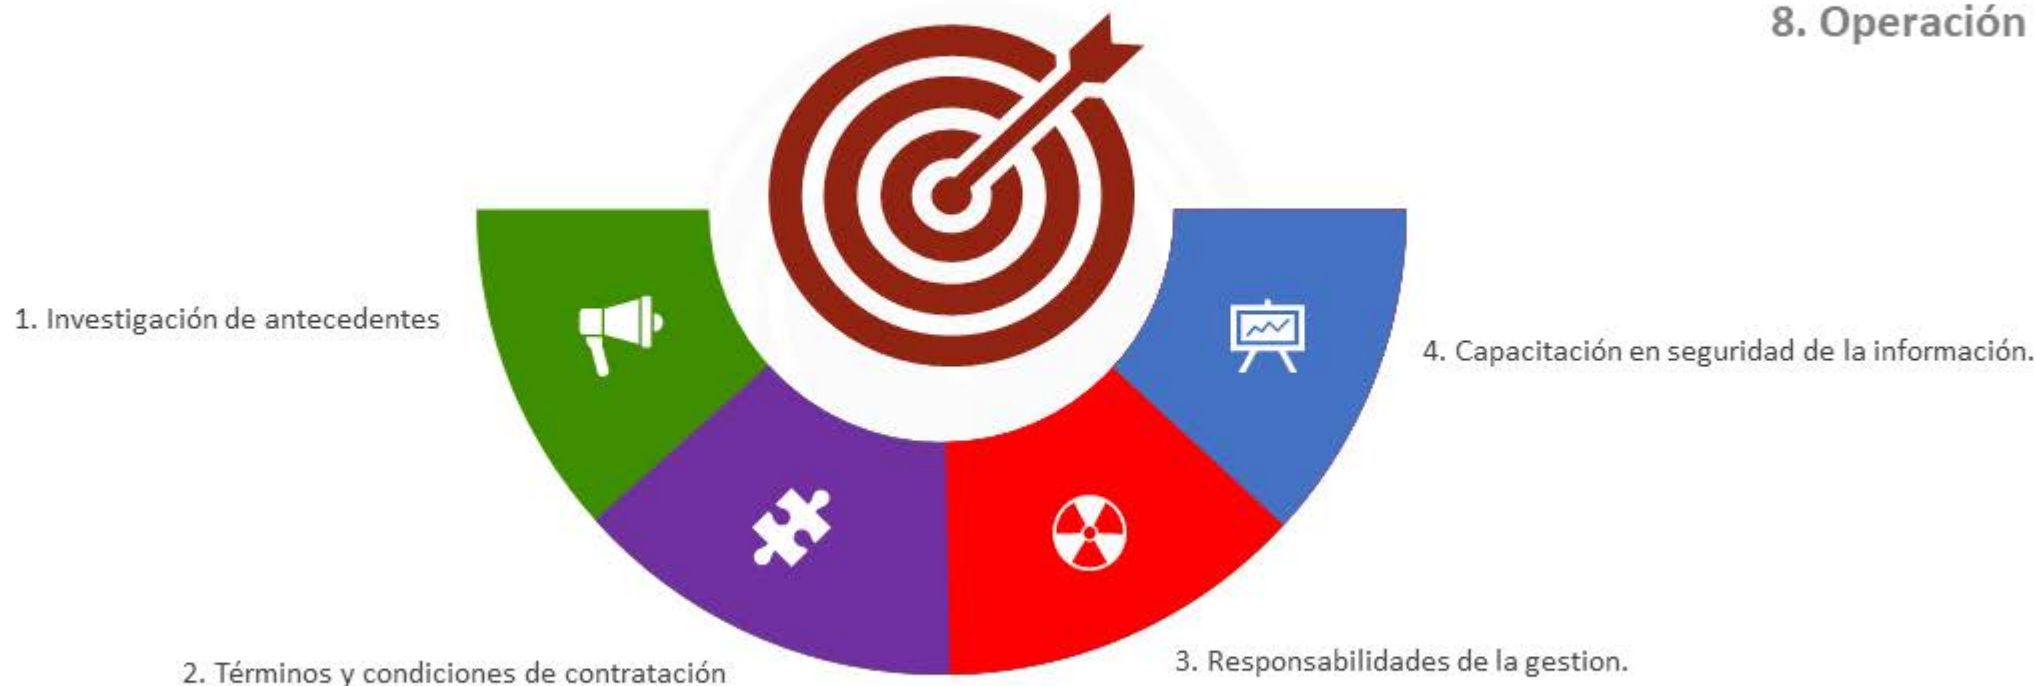 8. Operación
1. Investigación de antecedentes
2. Términos y condiciones de contratación
3. Responsabilidades de la gestion.
4. Capacitación en seguridad de la información.